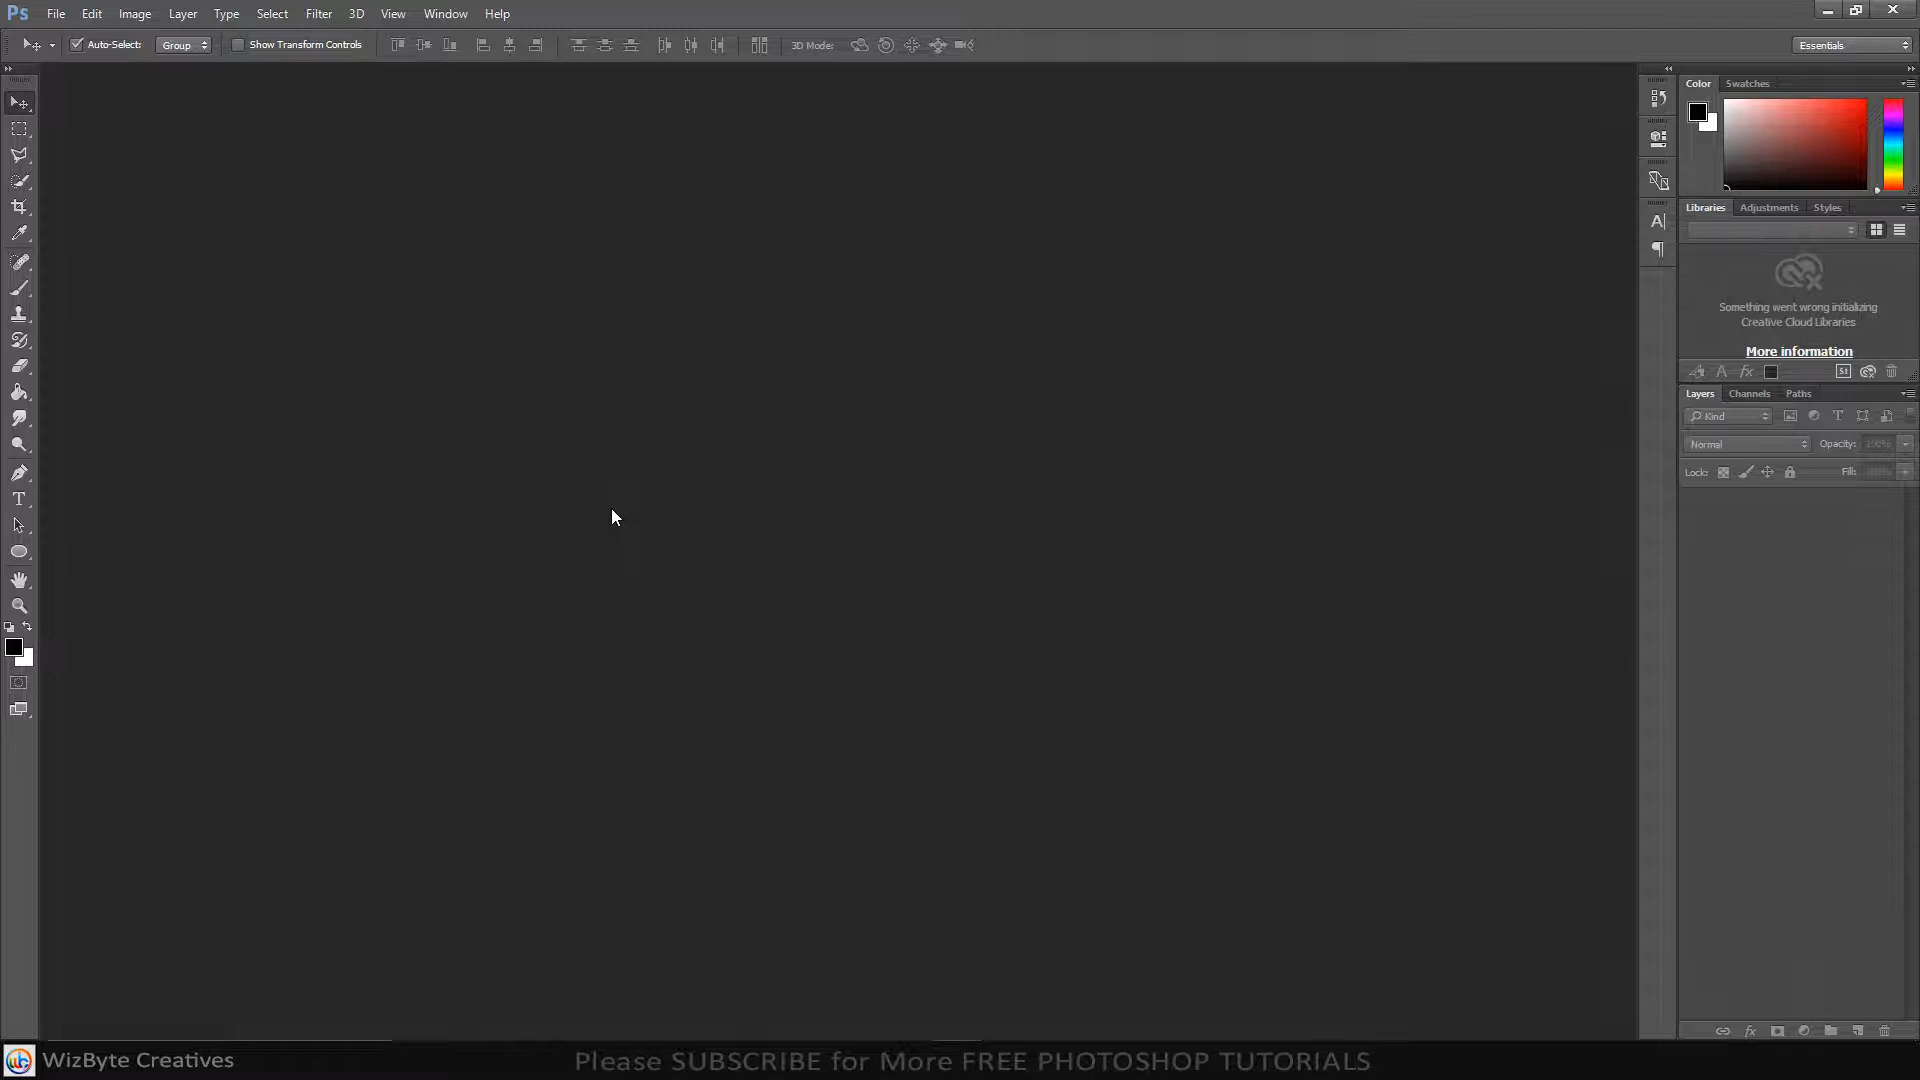 Ps File Edit Image Layer Type Select Filter 3D View Window Help
Auto-Select: Group Show Transform Controls 3D Mode: Essentials
Color Swatches
Libraries Adjustments Styles
Something went wrong initializing
Creative Cloud Libraries
More information
St
Layers Channels Paths
Kind
Normal Opacity: 100%
Lock: Fill:
WizByte Creatives Please SUBSCRIBE for More FREE PHOTOSHOP TUTORIALS